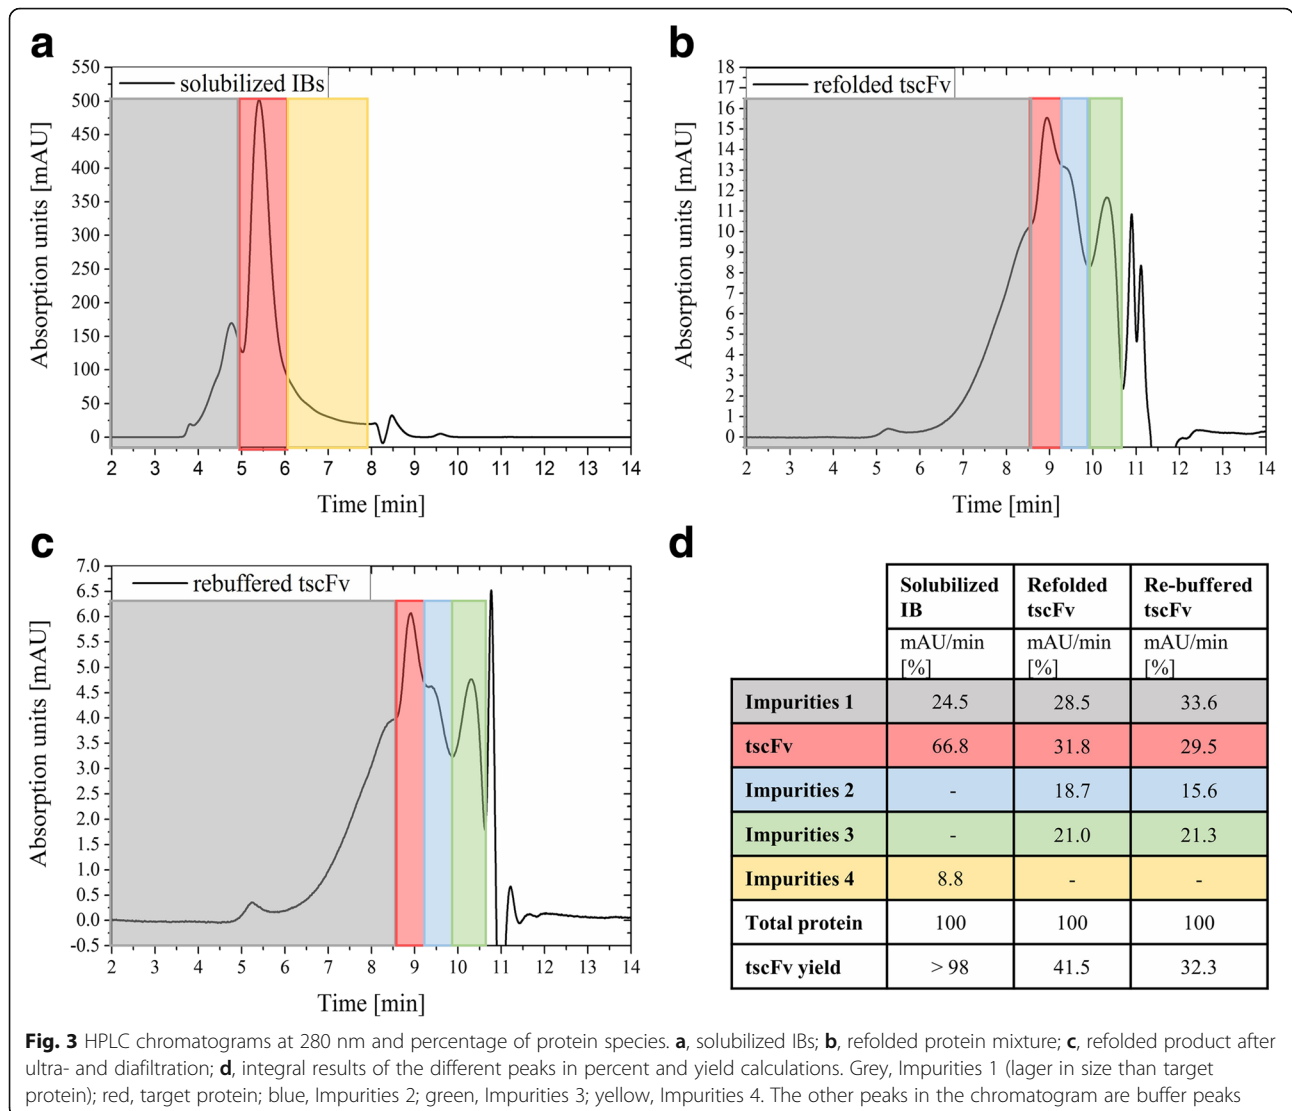 a
solubilized IBs
Absorption units [mAU]
550
500
450
400
350
300
250
200
150
100
50
0
2 3 4 5 6 7 8 9 10 11 12 13 14
Time [min]
b
refolded tscFv
Absorption units [mAU]
18
17
16
15
14
13
12
11
10
9
8
7
6
5
4
3
2
1
0
2 3 4 5 6 7 8 9 10 11 12 13 14
Time [min]
c
rebuffered tscFv
Absorption units [mAU]
7.0
6.5
6.0
5.5
5.0
4.5
4.0
3.5
3.0
2.5
2.0
1.5
1.0
0.5
0.0
-0.5
2 3 4 5 6 7 8 9 10 11 12 13 14
Time [min]
d
Solubilized IB Refolded tscFv Re-buffered tscFv
mAU/min [%] mAU/min [%] mAU/min [%]
Impurities 1 24.5 28.5 33.6
tscFv 66.8 31.8 29.5
Impurities 2 - 18.7 15.6
Impurities 3 - 21.0 21.3
Impurities 4 8.8 - -
Total protein 100 100 100
tscFv yield > 98 41.5 32.3
Fig. 3 HPLC chromatograms at 280 nm and percentage of protein species. a, solubilized IBs; b, refolded protein mixture; c, refolded product after
ultra- and diafiltration; d, integral results of the different peaks in percent and yield calculations. Grey, Impurities 1 (lager in size than target
protein); red, target protein; blue, Impurities 2; green, Impurities 3; yellow, Impurities 4. The other peaks in the chromatogram are buffer peaks